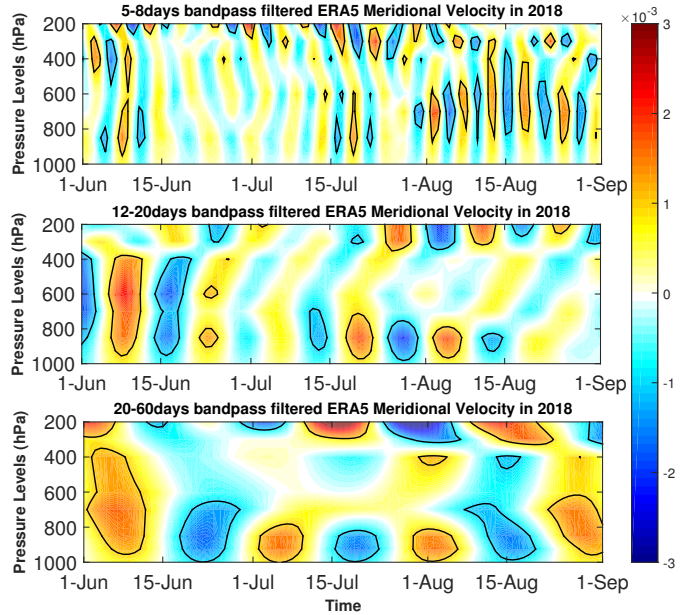 5-8days bandpass filtered ERA5 Meridional Velocity in 2018
×10⁻³
Pressure Levels (hPa)
200
400
600
800
1000
1-Jun 15-Jun 1-Jul 15-Jul 1-Aug 15-Aug 1-Sep
12-20days bandpass filtered ERA5 Meridional Velocity in 2018
Pressure Levels (hPa)
200
400
600
800
1000
1-Jun 15-Jun 1-Jul 15-Jul 1-Aug 15-Aug 1-Sep
20-60days bandpass filtered ERA5 Meridional Velocity in 2018
Pressure Levels (hPa)
200
400
600
800
1000
1-Jun 15-Jun 1-Jul 15-Jul 1-Aug 15-Aug 1-Sep
Time
3
2
1
0
-1
-2
-3